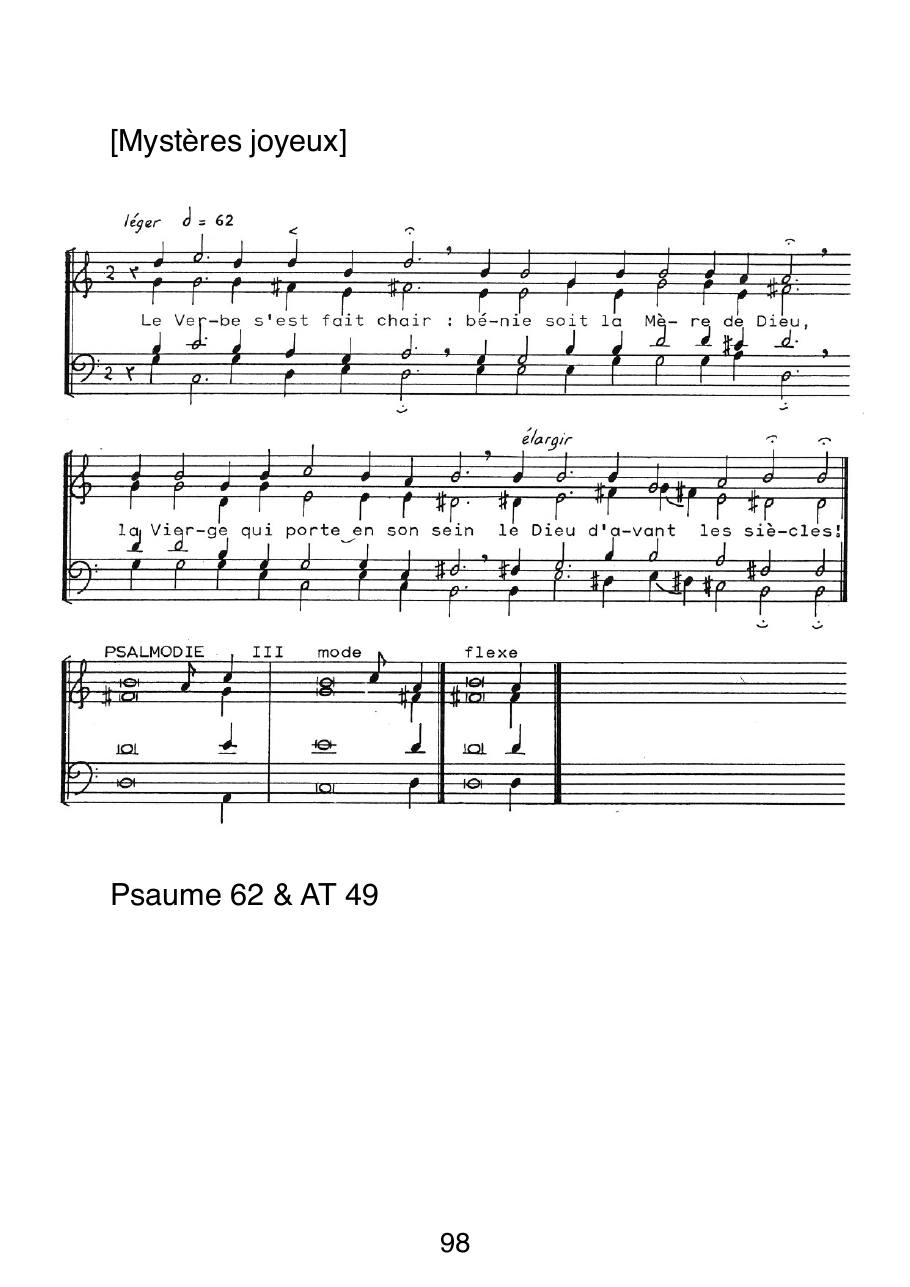 [Mystères joyeux]
léger 𝅗𝅥 = 62
2
Le Ver-be s'est fait chair : bé-nie soit la Mè- re de Dieu,
2
élargir
la Vier-ge qui porte en son sein le Dieu d'a-vant les siè-cles!
PSALMODIE III mode flexe
Psaume 62 & AT 49
98